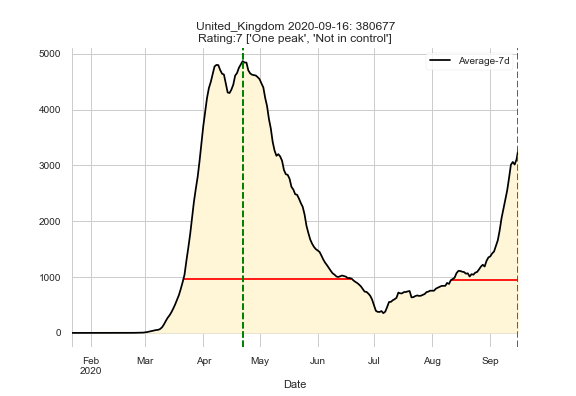 United_Kingdom 2020-09-16: 380677
Rating:7 ['One peak', 'Not in control']
Average-7d
5000
4000
3000
2000
1000
0
Feb Mar Apr May Jun Jul Aug Sep
2020
Date